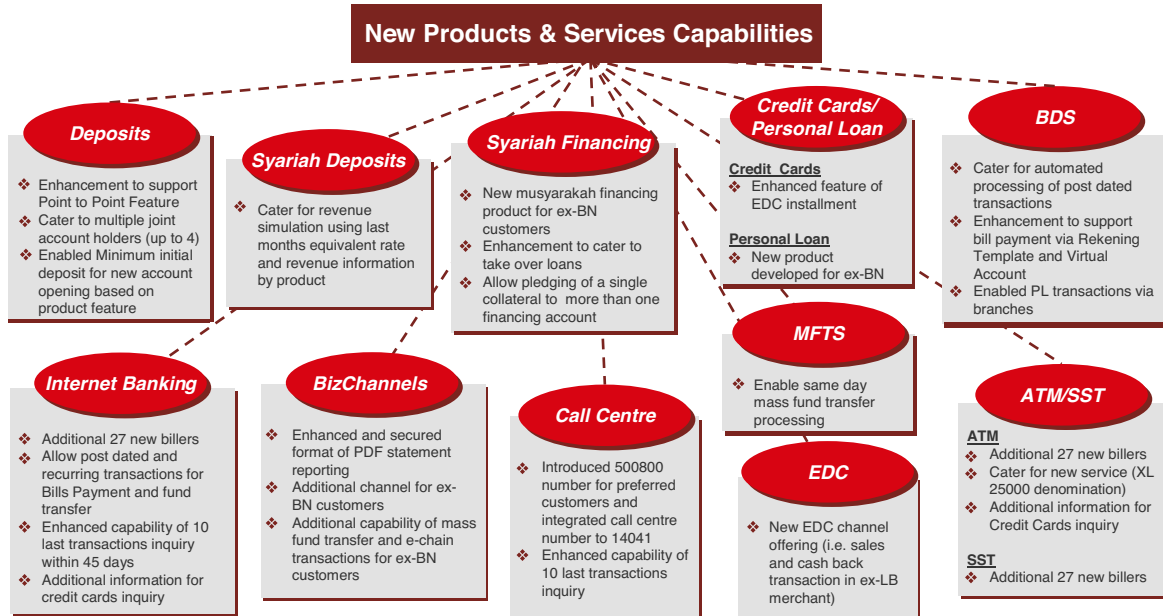 New Products & Services Capabilities
Deposits
❖ Enhancement to support
Point to Point Feature
❖ Cater to multiple joint
account holders (up to 4)
❖ Enabled Minimum initial
deposit for new account
opening based on
product feature
Syariah Deposits
❖ Cater for revenue
simulation using last
months equivalent rate
and revenue information
by product
Syariah Financing
❖ New musyarakah financing
product for ex-BN
customers
❖ Enhancement to cater to
take over loans
❖ Allow pledging of a single
collateral to more than one
financing account
Credit Cards/
Personal Loan
Credit Cards
❖ Enhanced feature of
EDC installment
Personal Loan
❖ New product
developed for ex-BN
BDS
❖ Cater for automated
processing of post dated
transactions
❖ Enhancement to support
bill payment via Rekening
Template and Virtual
Account
❖ Enabled PL transactions via
branches
Internet Banking
❖ Additional 27 new billers
❖ Allow post dated and
recurring transactions for
Bills Payment and fund
transfer
❖ Enhanced capability of 10
last transactions inquiry
within 45 days
❖ Additional information for
credit cards inquiry
BizChannels
❖ Enhanced and secured
format of PDF statement
reporting
❖ Additional channel for ex-
BN customers
❖ Additional capability of mass
fund transfer and e-chain
transactions for ex-BN
customers
Call Centre
❖ Introduced 500800
number for preferred
customers and
integrated call centre
number to 14041
❖ Enhanced capability of
10 last transactions
inquiry
MFTS
❖ Enable same day
mass fund transfer
processing
EDC
❖ New EDC channel
offering (i.e. sales
and cash back
transaction in ex-LB
merchant)
ATM/SST
ATM
❖ Additional 27 new billers
❖ Cater for new service (XL
25000 denomination)
❖ Additional information for
Credit Cards inquiry
SST
❖ Additional 27 new billers